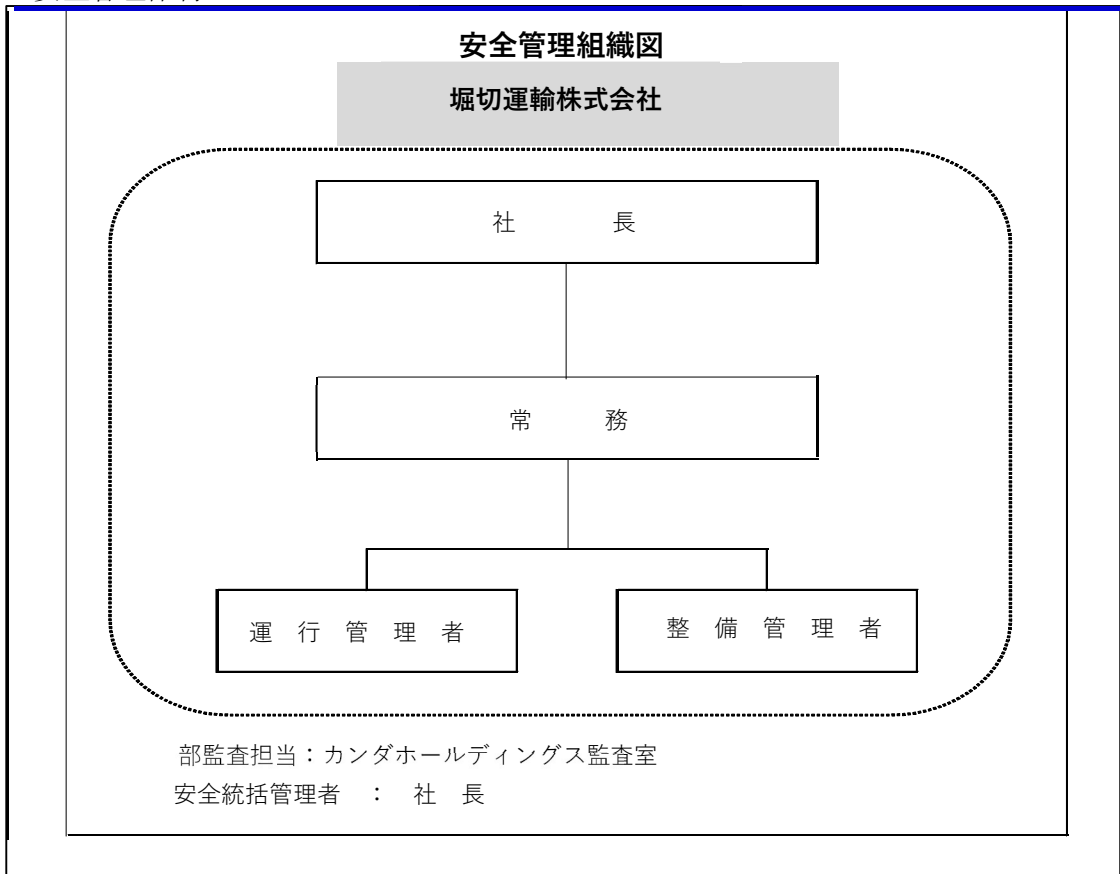 安全管理組織図
堀切運輸株式会社
社 長
常 務
運 行 管 理 者
整 備 管 理 者
部監査担当：カンダホールディングス監査室
安全統括管理者 ： 社 長